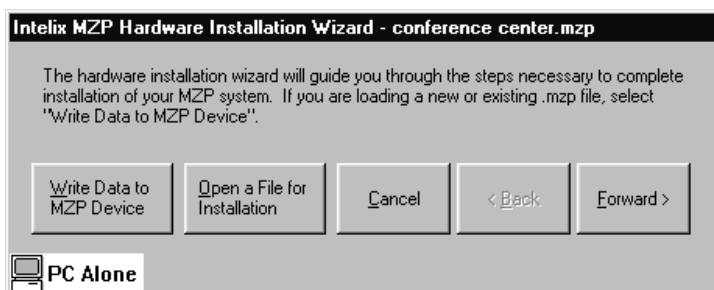 Intelix MZP Hardware Installation Wizard - conference center.mzp
The hardware installation wizard will guide you through the steps necessary to complete
installation of your MZP system. If you are loading a new or existing .mzp file, select
"Write Data to MZP Device".
Write Data to
MZP Device
Open a File for
Installation
Cancel
< Back
Forward >
PC Alone